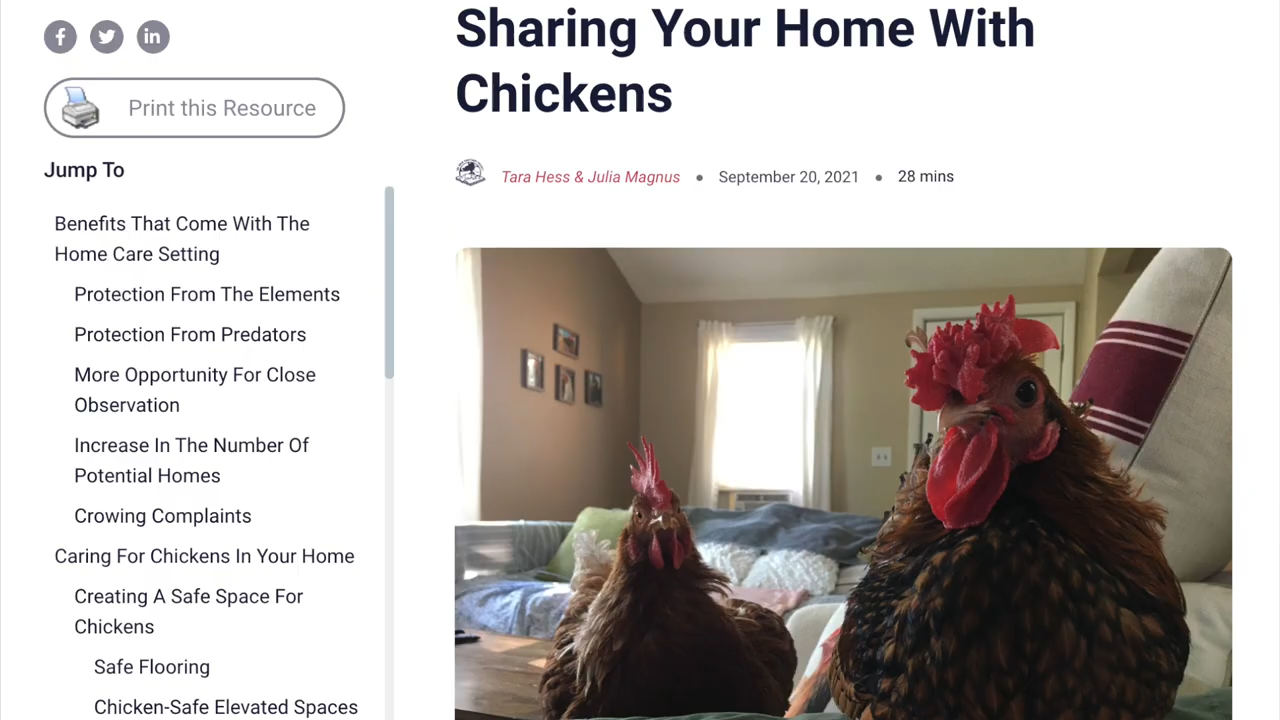 Print this Resource
Jump To
Benefits That Come With The
Home Care Setting
Protection From The Elements
Protection From Predators
More Opportunity For Close
Observation
Increase In The Number Of
Potential Homes
Crowing Complaints
Caring For Chickens In Your Home
Creating A Safe Space For
Chickens
Safe Flooring
Chicken-Safe Elevated Spaces
Sharing Your Home With
Chickens
Tara Hess & Julia Magnus • September 20, 2021 • 28 mins